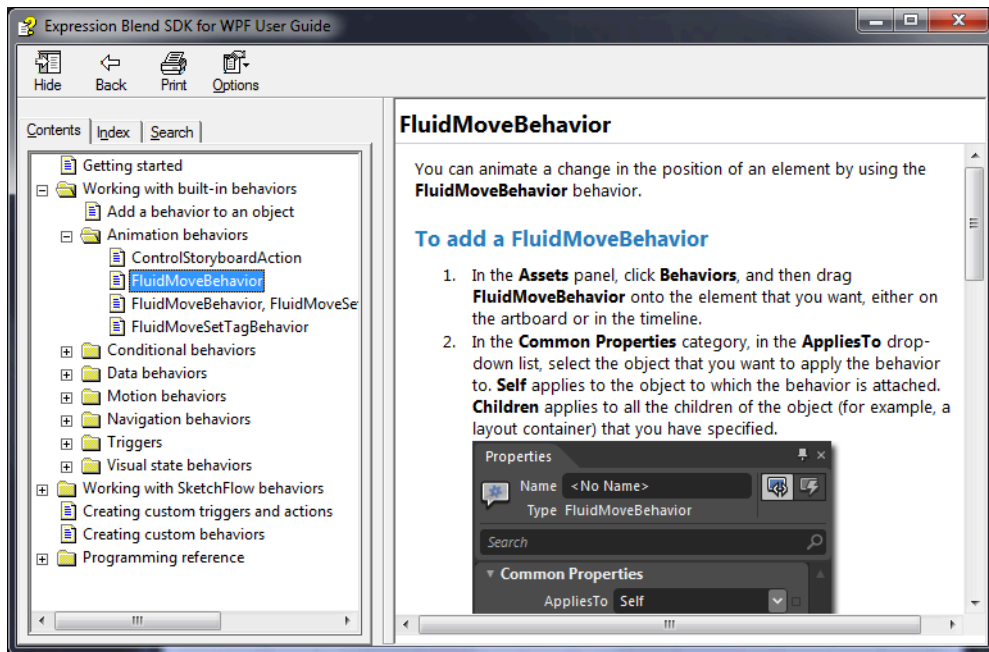 Expression Blend SDK for WPF User Guide
Hide Back Print Options
Contents Index Search
Getting started
Working with built-in behaviors
Add a behavior to an object
Animation behaviors
ControlStoryboardAction
FluidMoveBehavior
FluidMoveBehavior, FluidMoveSe
FluidMoveSetTagBehavior
Conditional behaviors
Data behaviors
Motion behaviors
Navigation behaviors
Triggers
Visual state behaviors
Working with SketchFlow behaviors
Creating custom triggers and actions
Creating custom behaviors
Programming reference
FluidMoveBehavior
You can animate a change in the position of an element by using the
FluidMoveBehavior behavior.
To add a FluidMoveBehavior
1. In the Assets panel, click Behaviors, and then drag
FluidMoveBehavior onto the element that you want, either on
the artboard or in the timeline.
2. In the Common Properties category, in the AppliesTo drop-
down list, select the object that you want to apply the behavior
to. Self applies to the object to which the behavior is attached.
Children applies to all the children of the object (for example, a
layout container) that you have specified.
Properties
Name <No Name>
Type FluidMoveBehavior
Search
Common Properties
AppliesTo Self